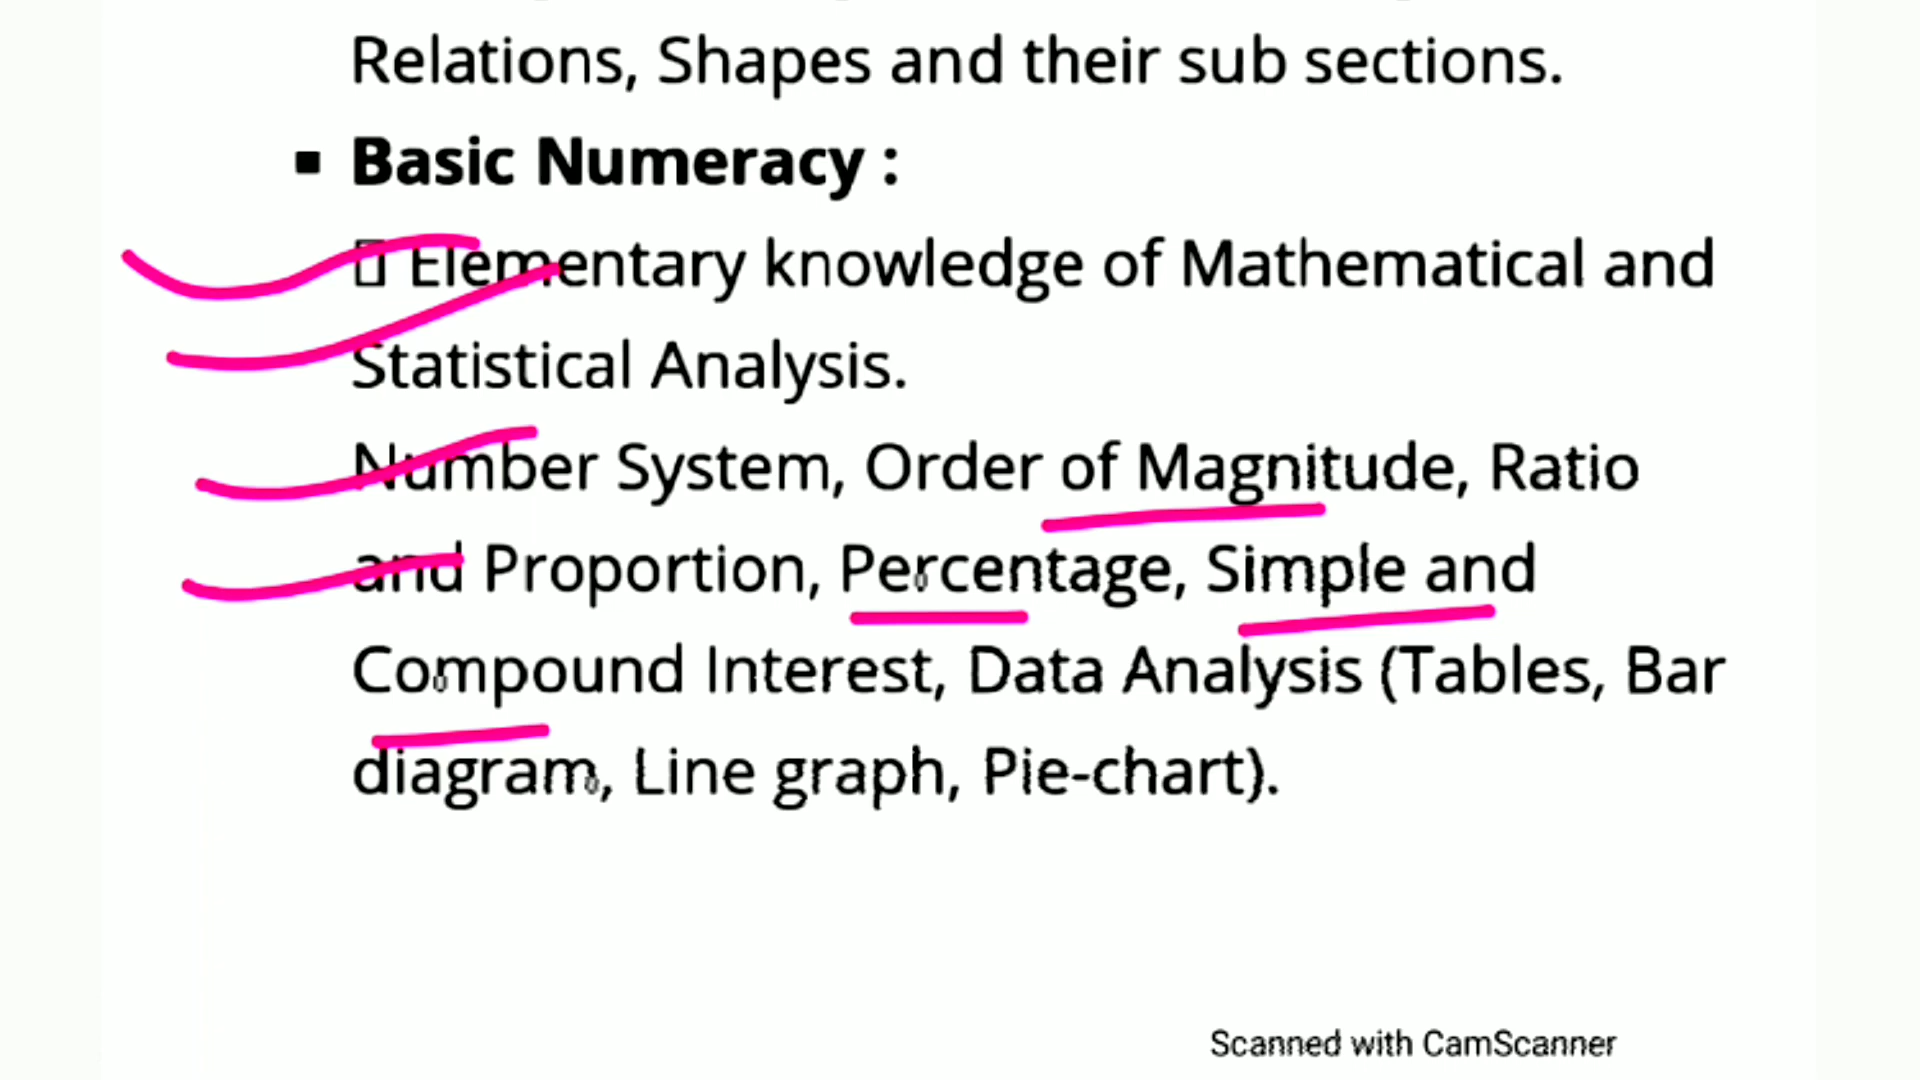 Relations, Shapes and their sub sections.
▪ Basic Numeracy :
▯ Elementary knowledge of Mathematical and
Statistical Analysis.
Number System, Order of Magnitude, Ratio
and Proportion, Percentage, Simple and
Compound Interest, Data Analysis (Tables, Bar
diagram, Line graph, Pie-chart).
Scanned with CamScanner